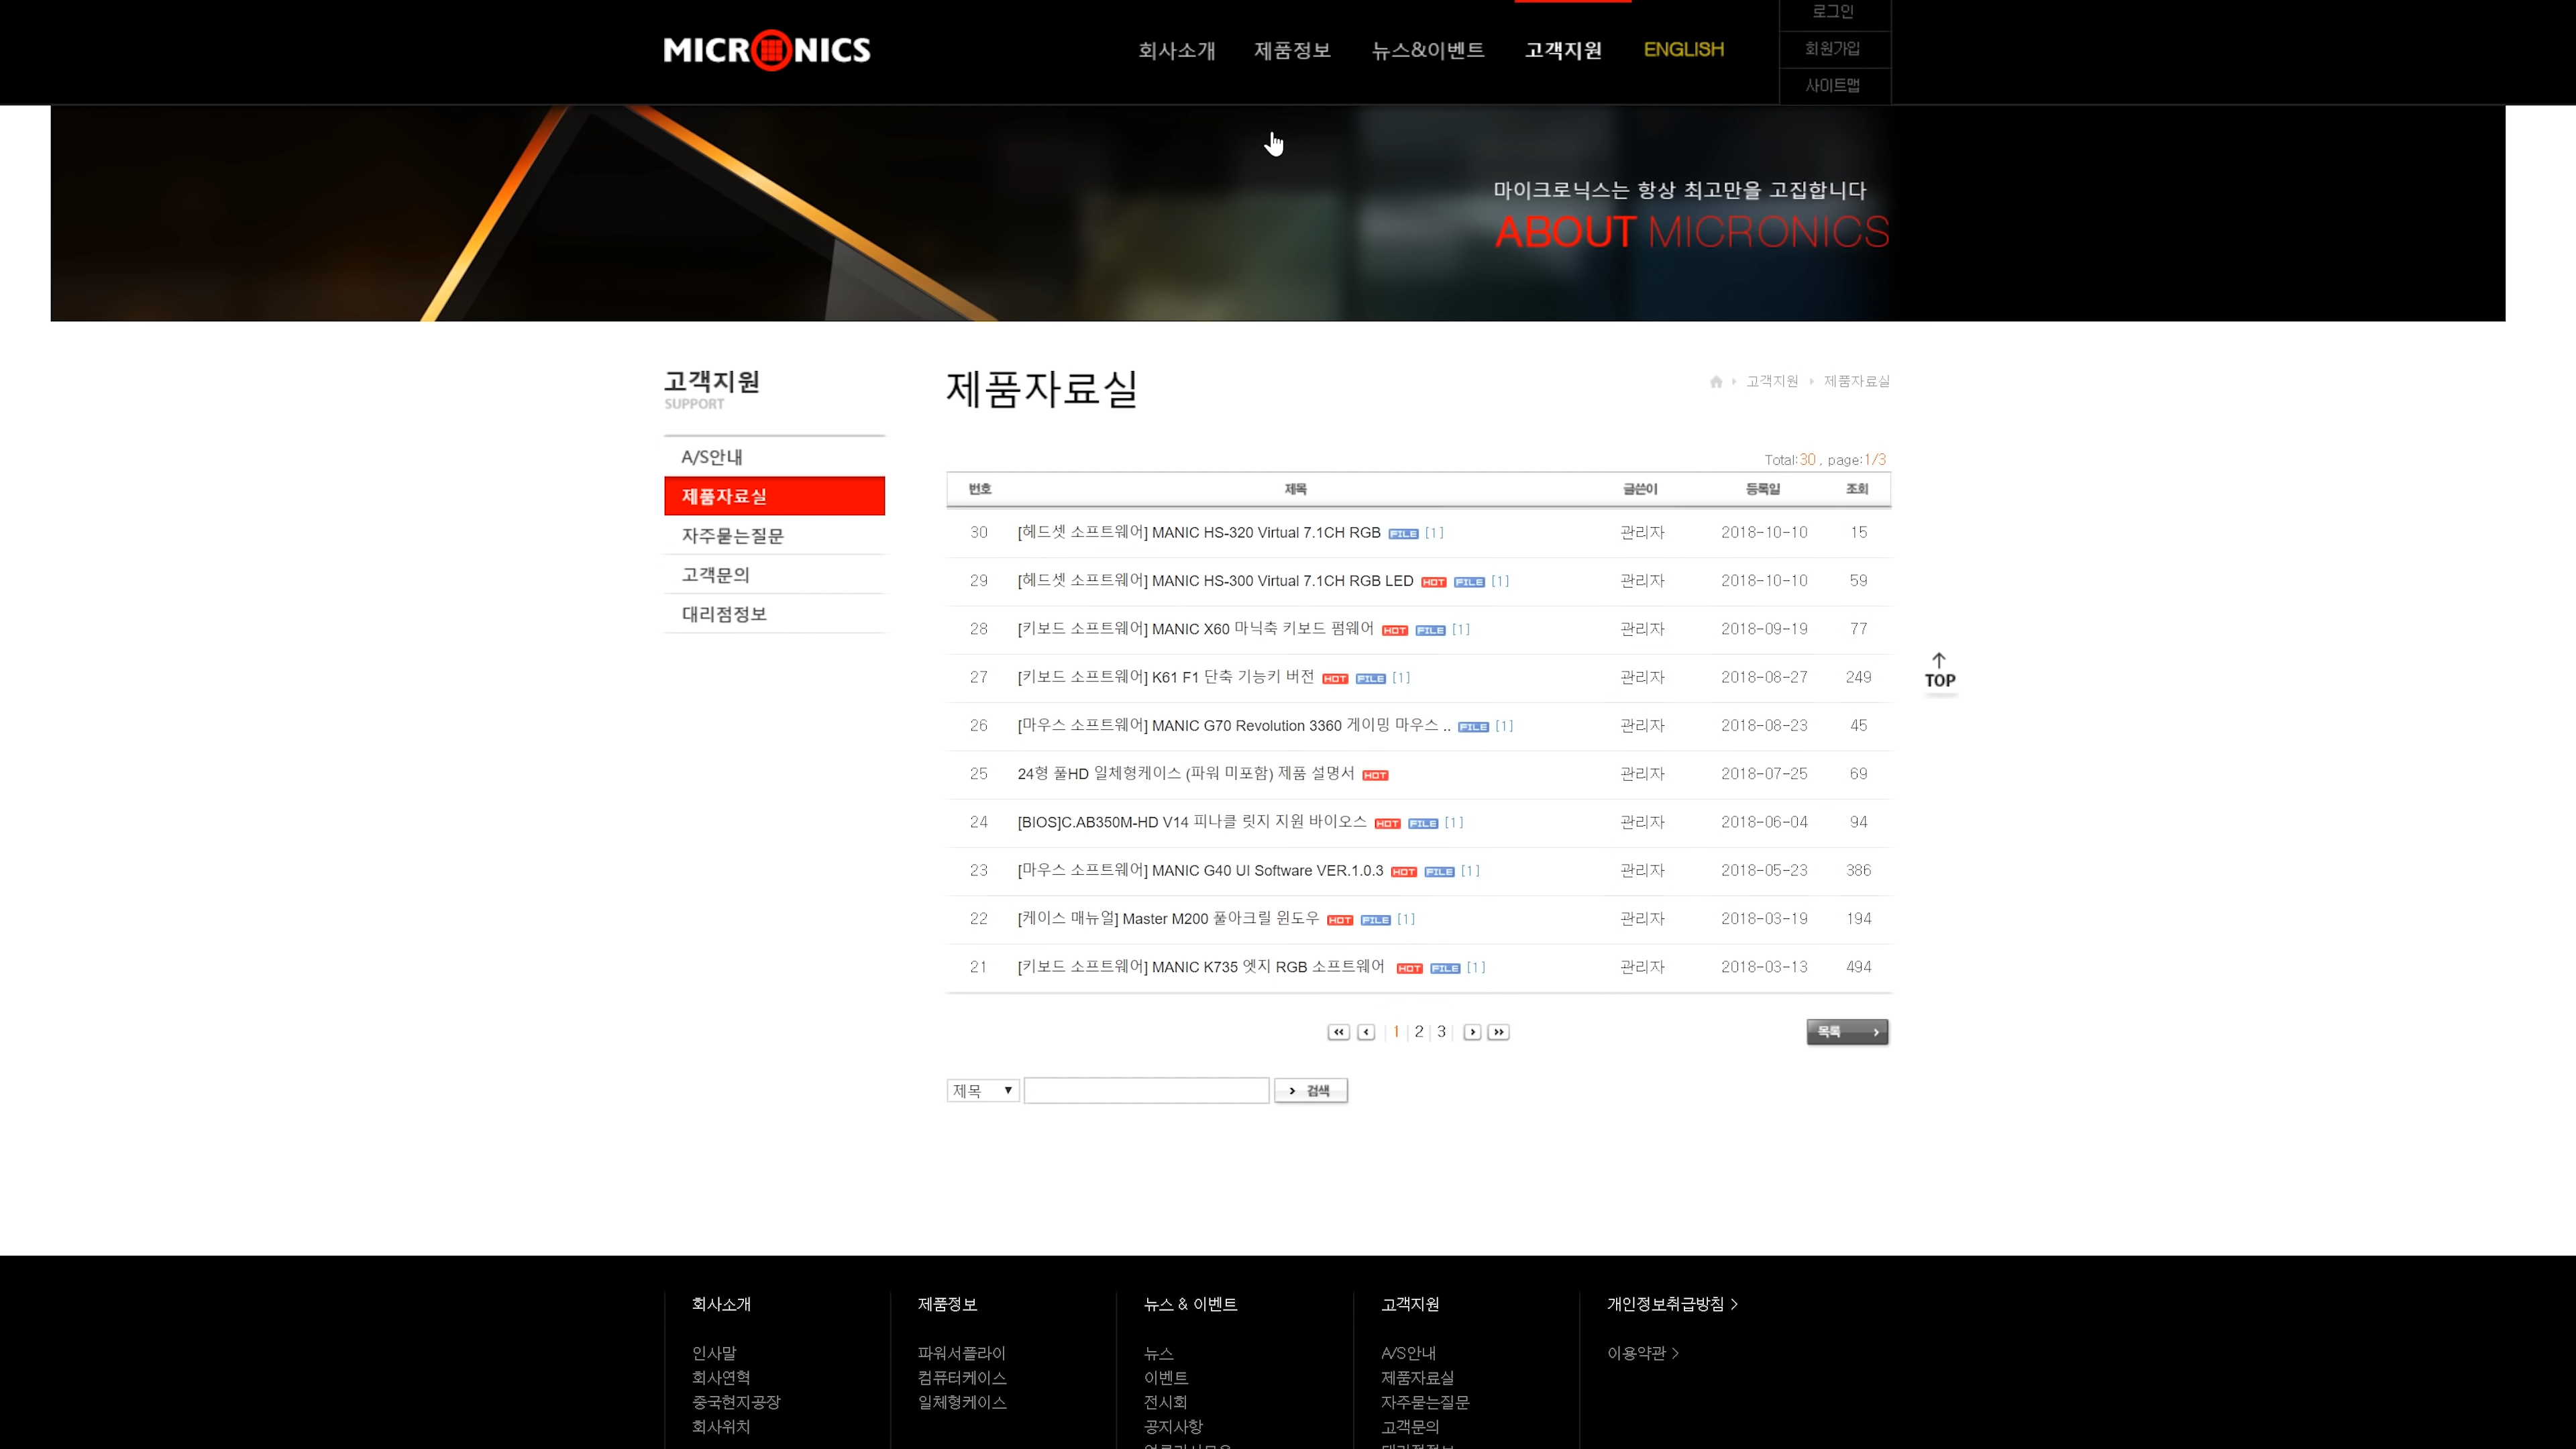 MICRONICS
회사소개 제품정보 뉴스&이벤트 고객지원 ENGLISH
로그인
회원가입
사이트맵
마이크로닉스는 항상 최고만을 고집합니다
ABOUT MICRONICS
고객지원
SUPPORT
A/S안내
제품자료실
자주묻는질문
고객문의
대리점정보
제품자료실
고객지원 제품자료실
Total:30 , page:1/3
번호 제목 글쓴이 등록일 조회
30 [헤드셋 소프트웨어] MANIC HS-320 Virtual 7.1CH RGB FILE [1] 관리자 2018-10-10 15
29 [헤드셋 소프트웨어] MANIC HS-300 Virtual 7.1CH RGB LED HOT FILE [1] 관리자 2018-10-10 59
28 [키보드 소프트웨어] MANIC X60 마닉축 키보드 펌웨어 HOT FILE [1] 관리자 2018-09-19 77
27 [키보드 소프트웨어] K61 F1 단축 기능키 버전 HOT FILE [1] 관리자 2018-08-27 249
26 [마우스 소프트웨어] MANIC G70 Revolution 3360 게이밍 마우스 .. FILE [1] 관리자 2018-08-23 45
25 24형 풀HD 일체형케이스 (파워 미포함) 제품 설명서 HOT 관리자 2018-07-25 69
24 [BIOS]C.AB350M-HD V14 피나클 릿지 지원 바이오스 HOT FILE [1] 관리자 2018-06-04 94
23 [마우스 소프트웨어] MANIC G40 UI Software VER.1.0.3 HOT FILE [1] 관리자 2018-05-23 386
22 [케이스 매뉴얼] Master M200 풀아크릴 윈도우 HOT FILE [1] 관리자 2018-03-19 194
21 [키보드 소프트웨어] MANIC K735 엣지 RGB 소프트웨어 HOT FILE [1] 관리자 2018-03-13 494
TOP
1 2 3
목록
제목 검색
회사소개 제품정보 뉴스 & 이벤트 고객지원 개인정보취급방침 >
인사말 파워서플라이 뉴스 A/S안내 이용약관 >
회사연혁 컴퓨터케이스 이벤트 제품자료실
중국현지공장 일체형케이스 전시회 자주묻는질문
회사위치 공지사항 고객문의